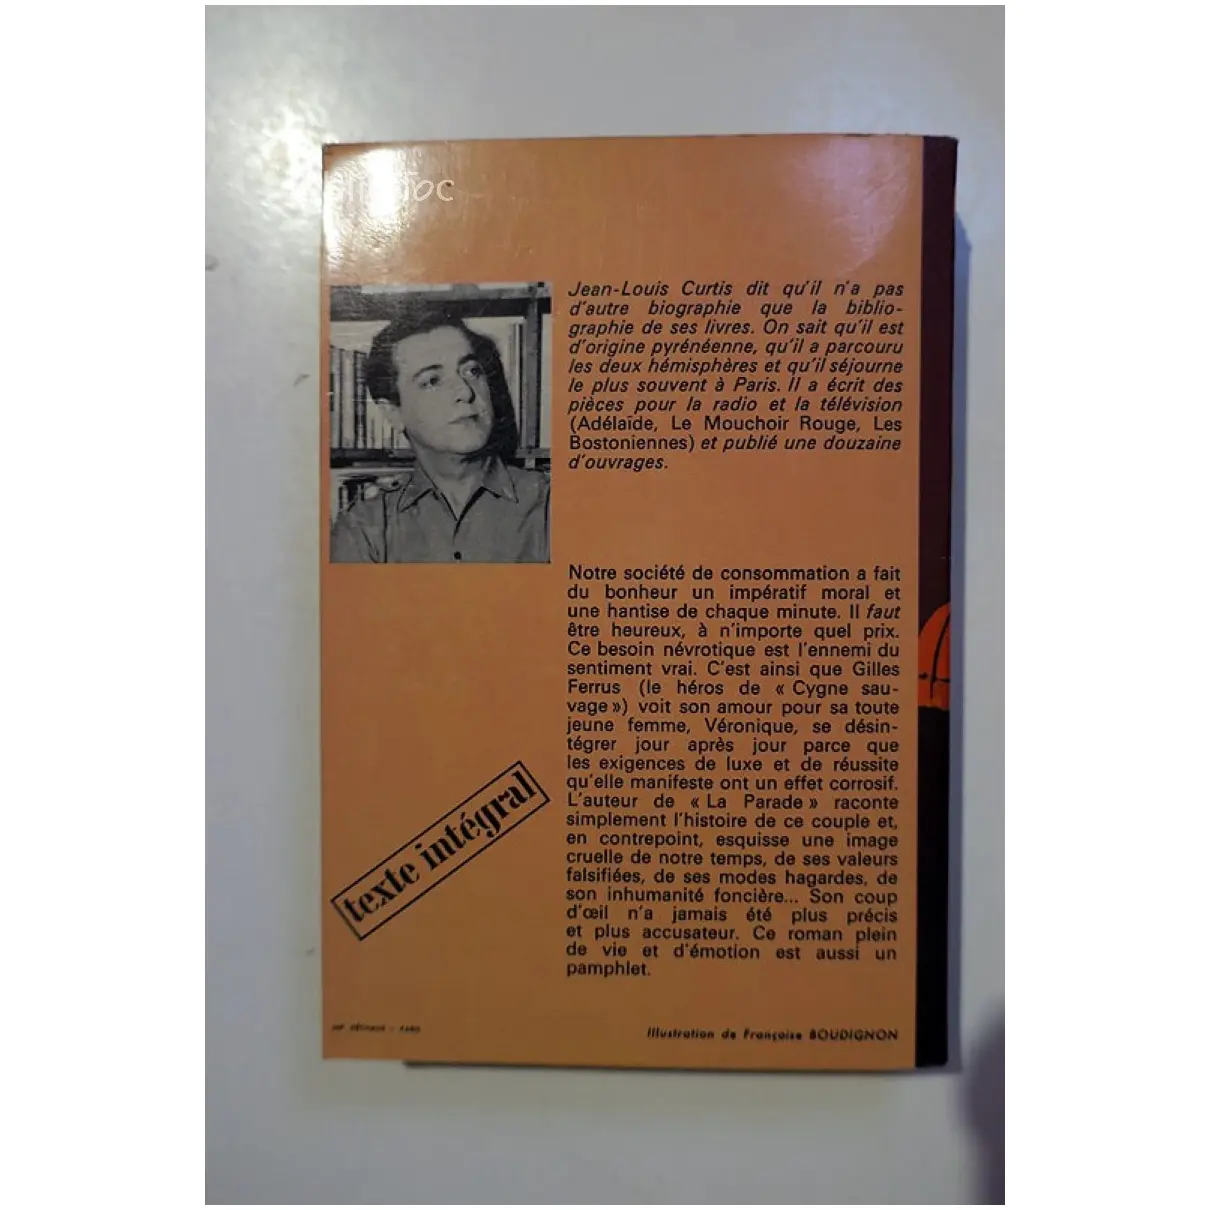 Jean-Louis Curtis dit qu'il n'a pas
d'autre biographie que la biblio-
graphie de ses livres. On sait qu'il est
d'origine pyrénéenne, qu'il a parcouru
les deux hémisphères et qu'il séjourne
le plus souvent à Paris. Il a écrit des
pièces pour la radio et la télévision
(Adélaïde, Le Mouchoir Rouge, Les
Bostoniennes) et publié une douzaine
d'ouvrages.
Notre société de consommation a fait
du bonheur un impératif moral et
une hantise de chaque minute. Il faut
être heureux, à n'importe quel prix.
Ce besoin névrotique est l'ennemi du
sentiment vrai. C'est ainsi que Gilles
Ferrus (le héros de « Cygne sau-
vage ») voit son amour pour sa toute
jeune femme, Véronique, se désin-
tégrer jour après jour parce que
les exigences de luxe et de réussite
qu'elle manifeste ont un effet corrosif.
L'auteur de « La Parade » raconte
simplement l'histoire de ce couple et,
en contrepoint, esquisse une image
cruelle de notre temps, de ses valeurs
falsifiées, de ses modes hagardes, de
son inhumanité foncière... Son coup
d'œil n'a jamais été plus précis
et plus accusateur. Ce roman plein
de vie et d'émotion est aussi un
pamphlet.
texte intégral
Illustration de Françoise BOUDIGNON